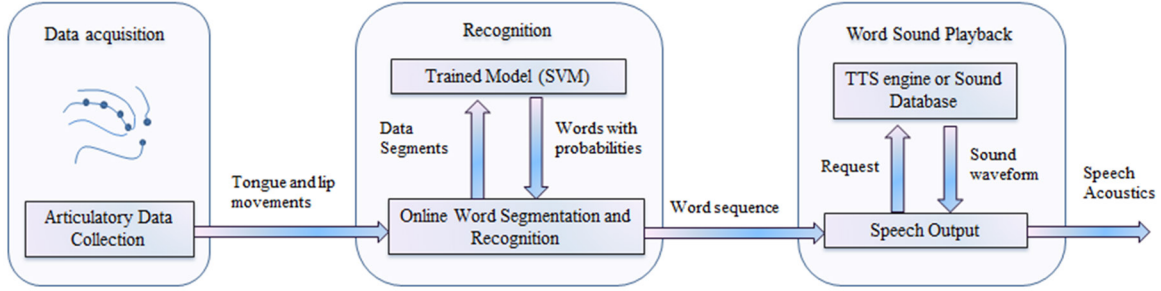 Data acquisition
Articulatory Data
Collection
Tongue and lip
movements
Recognition
Trained Model (SVM)
Data
Segments
Words with
probabilities
Online Word Segmentation and
Recognition
Word sequence
Word Sound Playback
TTS engine or Sound
Database
Request
Sound
waveform
Speech Output
Speech
Acoustics